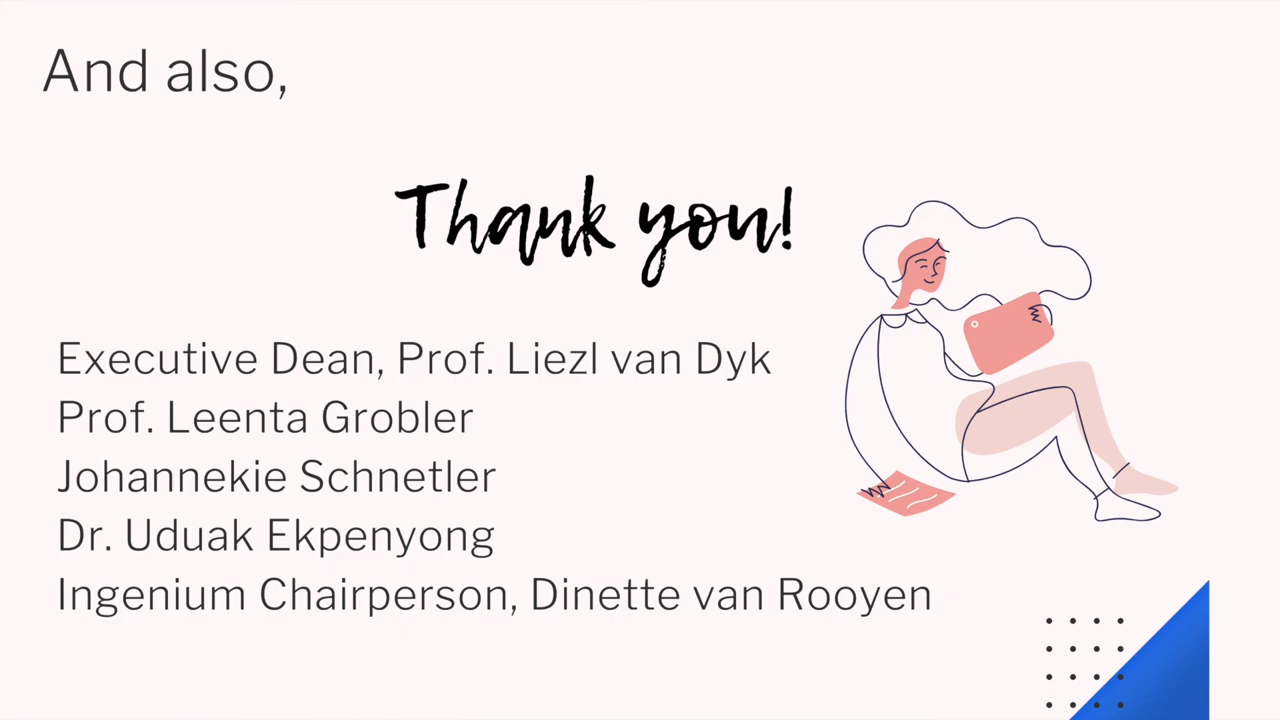 And also,
Thank you!
Executive Dean, Prof. Liezl van Dyk
Prof. Leenta Grobler
Johannekie Schnetler
Dr. Uduak Ekpenyong
Ingenium Chairperson, Dinette van Rooyen